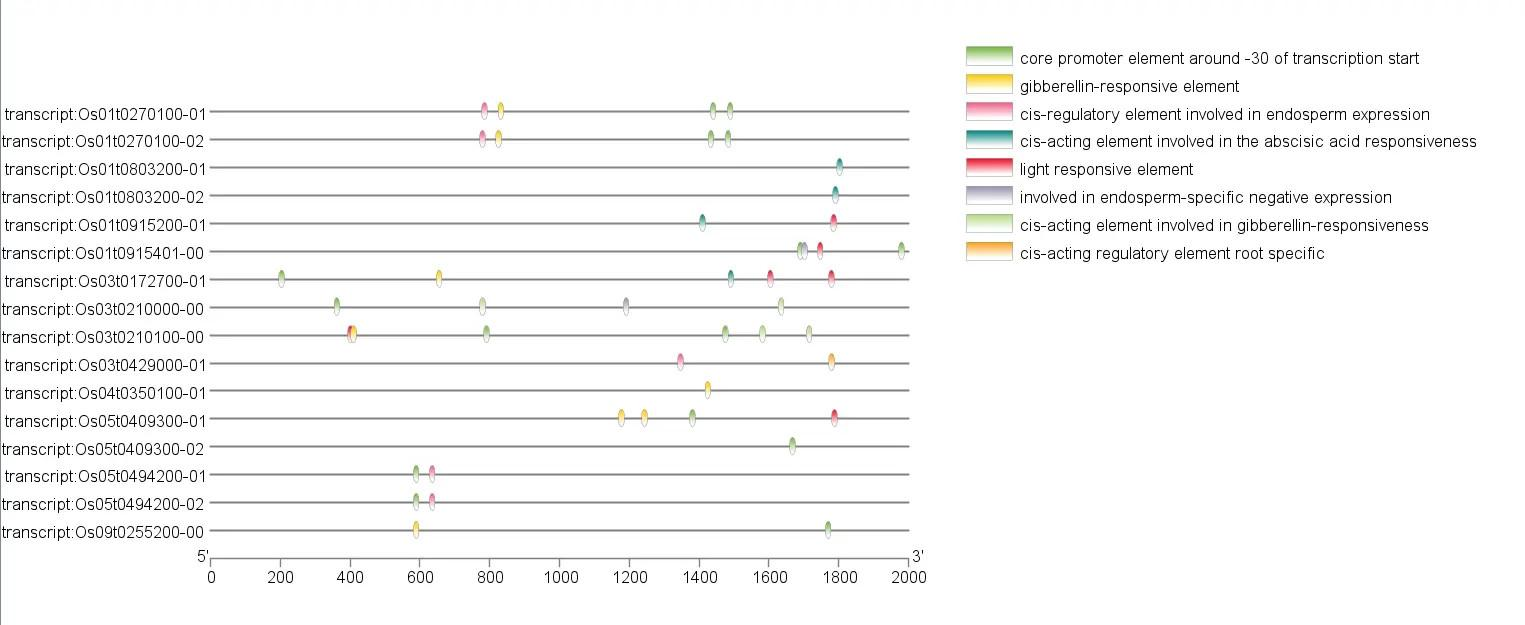 core promoter element around -30 of transcription start
gibberellin-responsive element
cis-regulatory element involved in endosperm expression
cis-acting element involved in the abscisic acid responsiveness
light responsive element
involved in endosperm-specific negative expression
cis-acting element involved in gibberellin-responsiveness
cis-acting regulatory element root specific
transcript:Os01t0270100-01
transcript:Os01t0270100-02
transcript:Os01t0803200-01
transcript:Os01t0803200-02
transcript:Os01t0915200-01
transcript:Os01t0915401-00
transcript:Os03t0172700-01
transcript:Os03t0210000-00
transcript:Os03t0210100-00
transcript:Os03t0429000-01
transcript:Os04t0350100-01
transcript:Os05t0409300-01
transcript:Os05t0409300-02
transcript:Os05t0494200-01
transcript:Os05t0494200-02
transcript:Os09t0255200-00
5' 3'
0 200 400 600 800 1000 1200 1400 1600 1800 2000